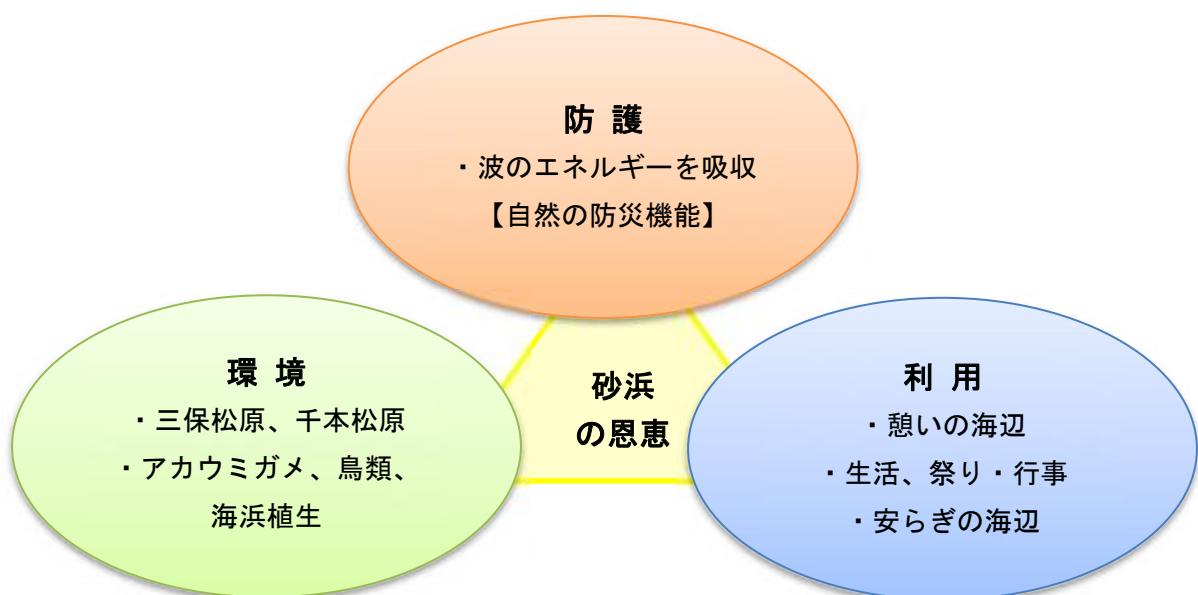 防 護
・波のエネルギーを吸収
【自然の防災機能】
環 境
・三保松原、千本松原
・アカウミガメ、鳥類、
海浜植生
砂浜
の恩恵
利 用
・憩いの海辺
・生活、祭り・行事
・安らぎの海辺